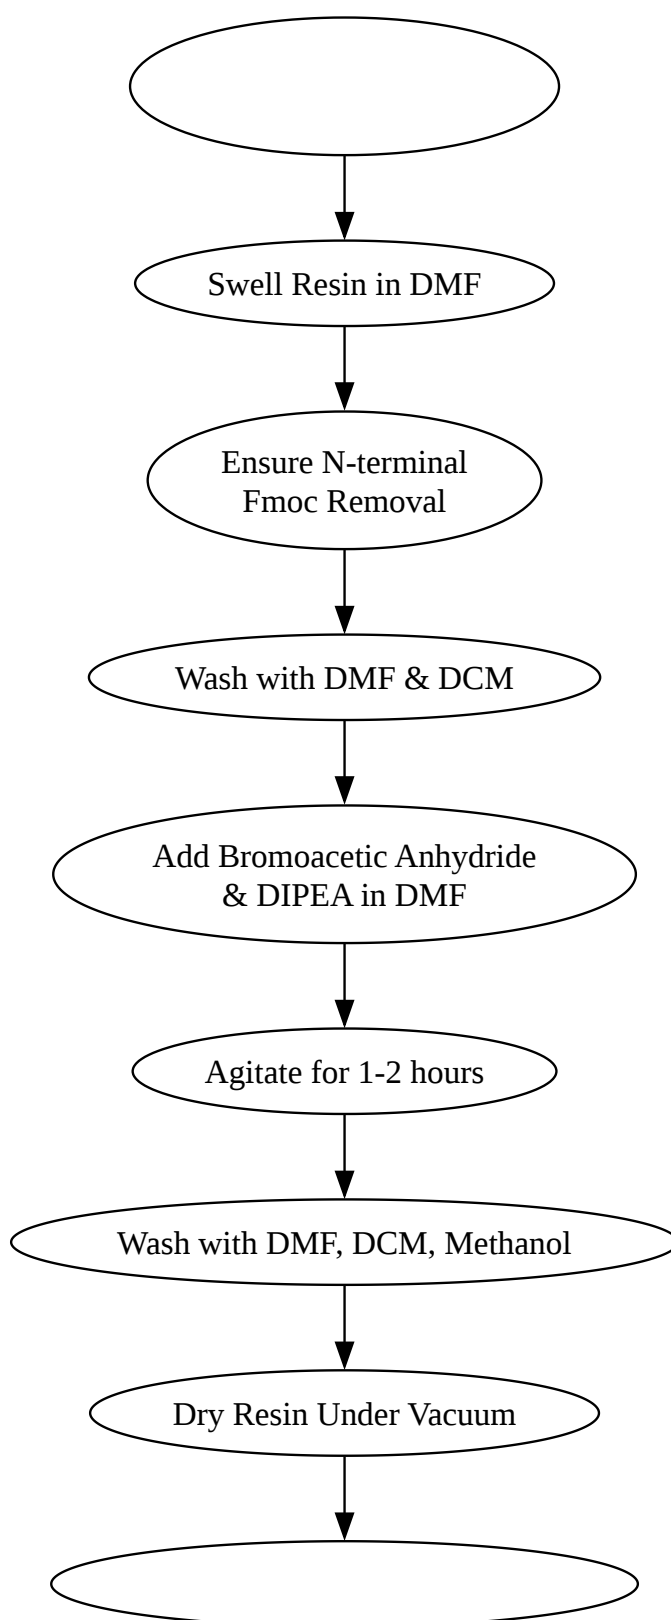 Swell Resin in DMF
Ensure N-terminal
Fmoc Removal
Wash with DMF & DCM
Add Bromoacetic Anhydride
& DIPEA in DMF
Agitate for 1-2 hours
Wash with DMF, DCM, Methanol
Dry Resin Under Vacuum